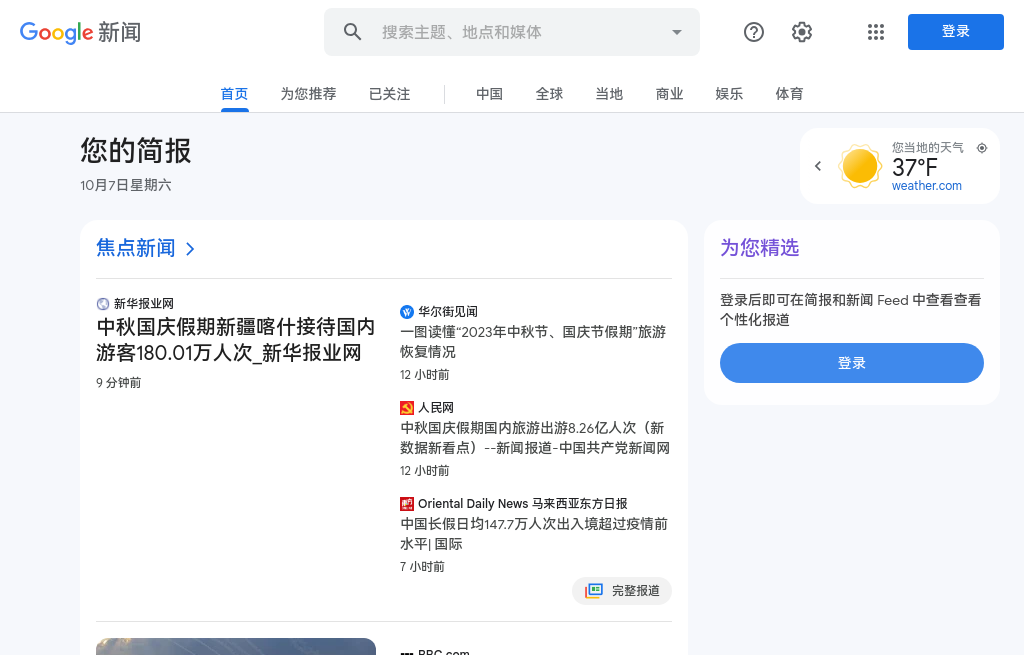 Google 新闻
搜索主题、地点和媒体
登录
首页
为您推荐
已关注
中国
全球
当地
商业
娱乐
体育
您的简报
10月7日星期六
您当地的天气
37°F
weather.com
焦点新闻
新华报业网
中秋国庆假期新疆喀什接待国内
游客180.01万人次_新华报业网
9 分钟前
华尔街见闻
一图读懂“2023年中秋节、国庆节假期”旅游
恢复情况
12 小时前
人民网
中秋国庆假期国内旅游出游8.26亿人次（新
数据新看点）--新闻报道-中国共产党新闻网
12 小时前
Oriental Daily News 马来西亚东方日报
中国长假日均147.7万人次出入境超过疫情前
水平| 国际
7 小时前
完整报道
BBC.com
为您精选
登录后即可在简报和新闻 Feed 中查看查看
个性化报道
登录